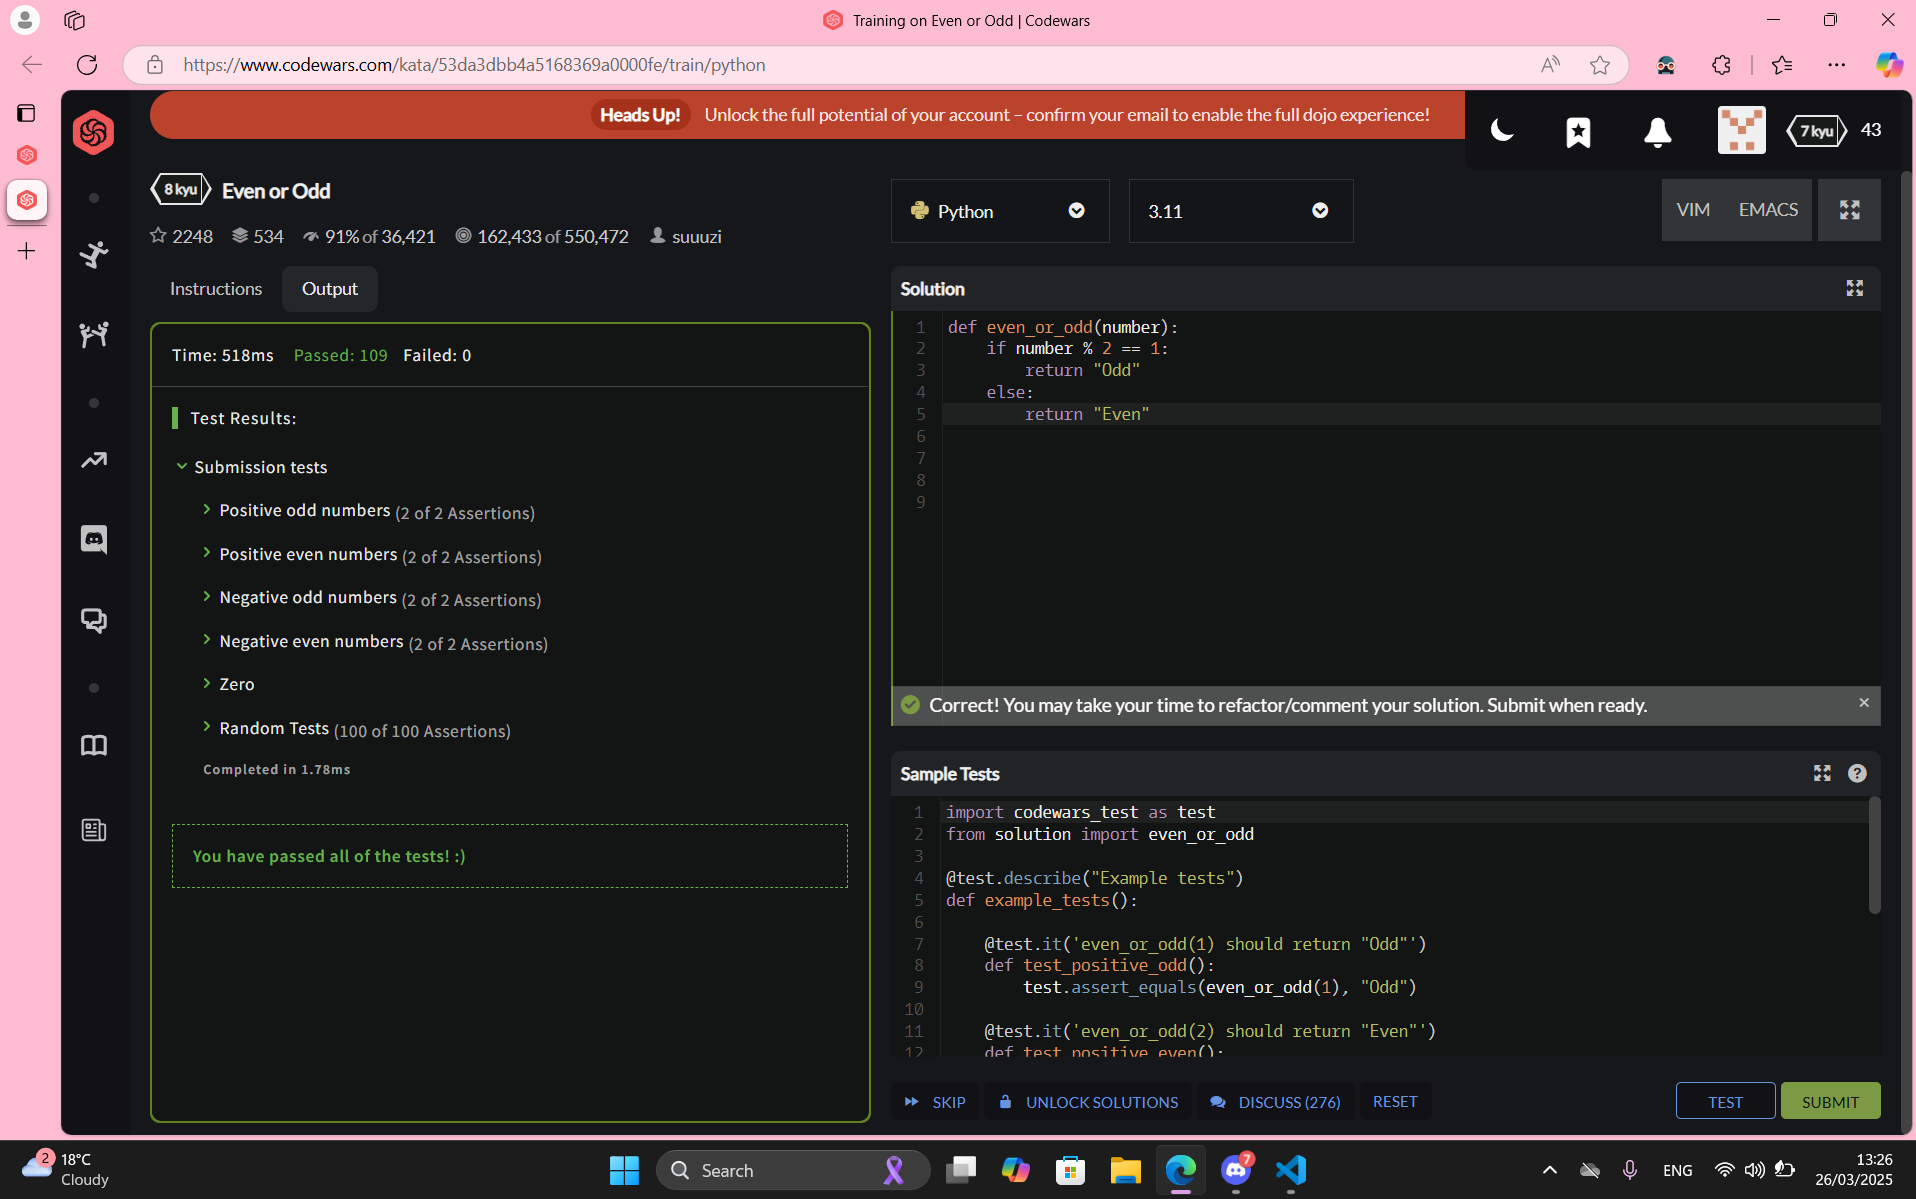 Training on Even or Odd | Codewars
https://www.codewars.com/kata/53da3dbb4a5168369a0000fe/train/python
Heads Up! Unlock the full potential of your account – confirm your email to enable the full dojo experience!
7 kyu 43
8 kyu Even or Odd
2248 534 91% of 36,421 162,433 of 550,472 suuuzi
Python
3.11
VIM EMACS
Instructions Output
Time: 518ms Passed: 109 Failed: 0
Test Results:
Submission tests
Positive odd numbers (2 of 2 Assertions)
Positive even numbers (2 of 2 Assertions)
Negative odd numbers (2 of 2 Assertions)
Negative even numbers (2 of 2 Assertions)
Zero
Random Tests (100 of 100 Assertions)
Completed in 1.78ms
You have passed all of the tests! :)
Solution
1 def even_or_odd(number):
2     if number % 2 == 1:
3         return "Odd"
4     else:
5         return "Even"
6
7
8
9
Correct! You may take your time to refactor/comment your solution. Submit when ready.
Sample Tests
?
1 import codewars_test as test
2 from solution import even_or_odd
3
4 @test.describe("Example tests")
5 def example_tests():
6
7     @test.it('even_or_odd(1) should return "Odd"')
8     def test_positive_odd():
9         test.assert_equals(even_or_odd(1), "Odd")
10
11     @test.it('even_or_odd(2) should return "Even"')
12     def test_positive_even():
SKIP UNLOCK SOLUTIONS DISCUSS (276) RESET TEST SUBMIT
2
18°C
Cloudy
Search
7
ENG
13:26
26/03/2025